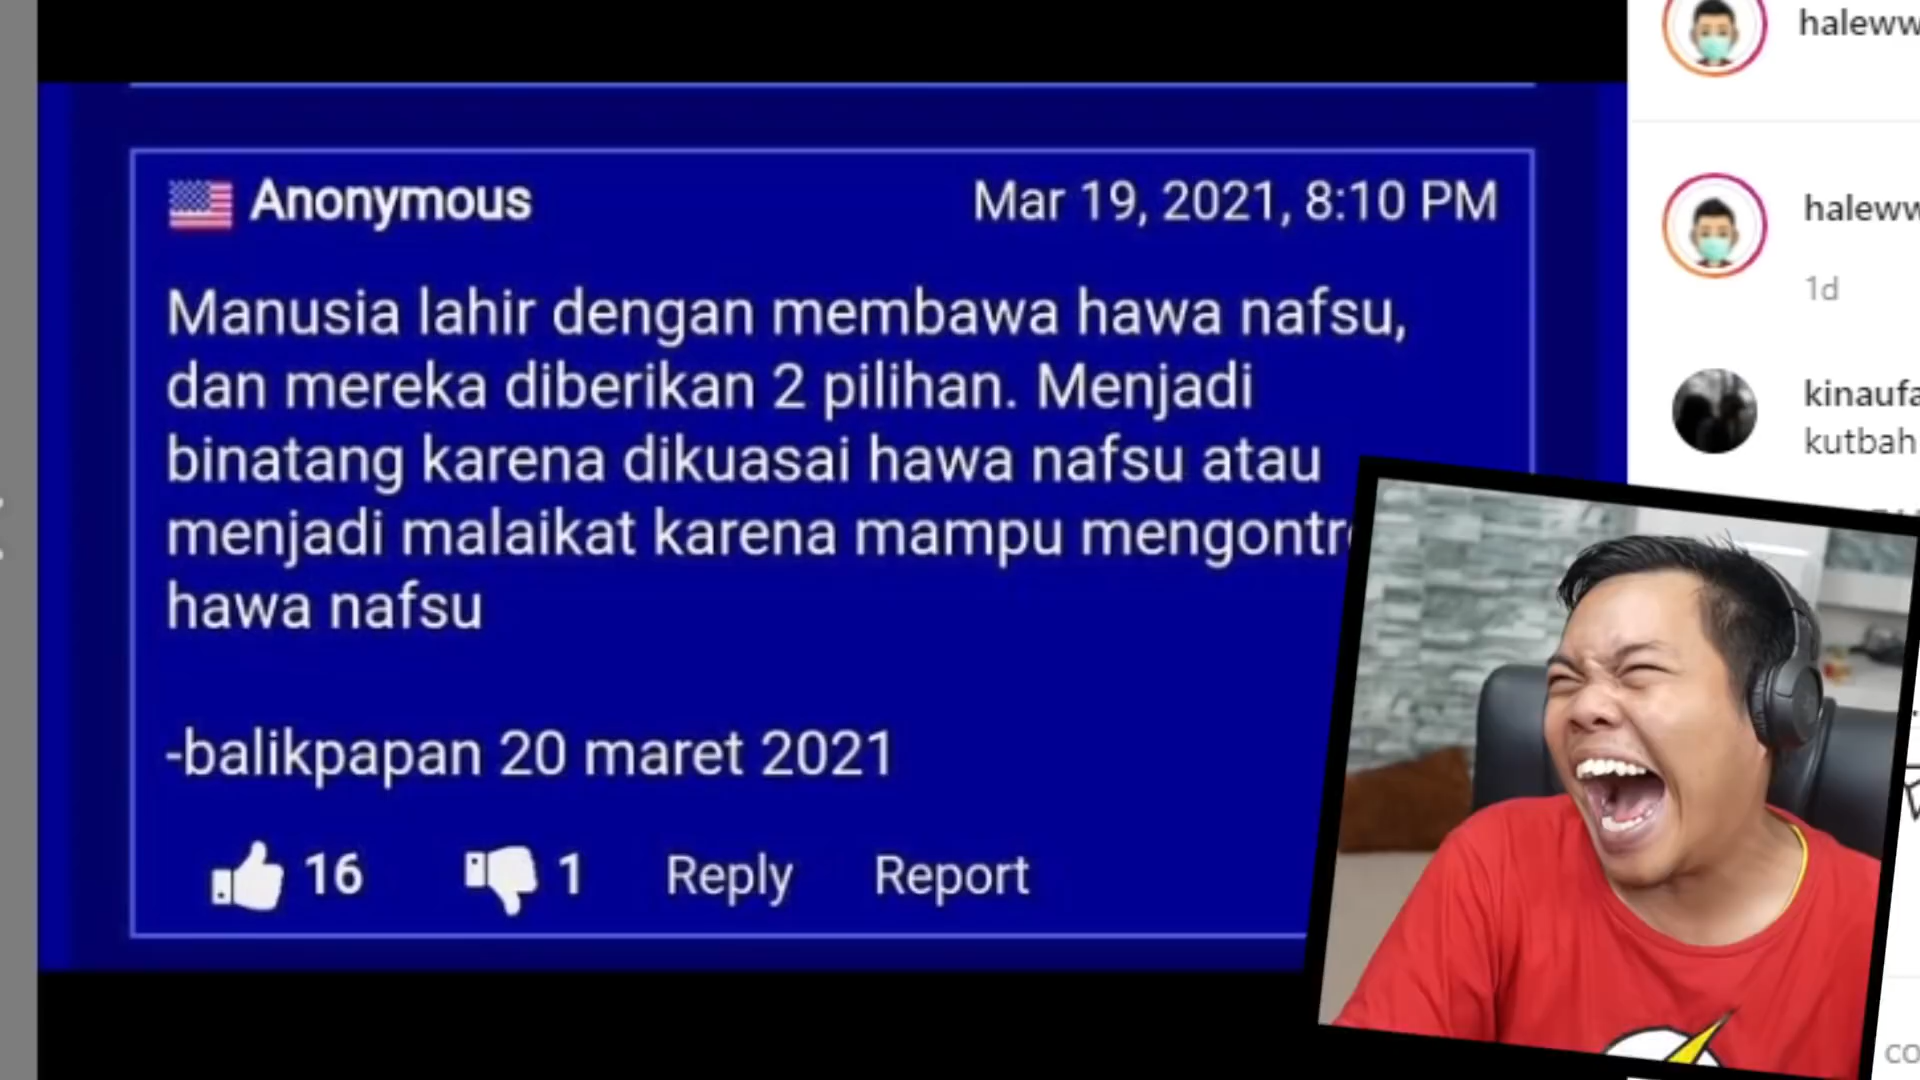 Anonymous
Mar 19, 2021, 8:10 PM
Manusia lahir dengan membawa hawa nafsu,
dan mereka diberikan 2 pilihan. Menjadi
binatang karena dikuasai hawa nafsu atau
menjadi malaikat karena mampu mengontr
hawa nafsu
-balikpapan 20 maret 2021
16
1
Reply
Report
haleww
haleww
1d
kinaufa
kutbah
co